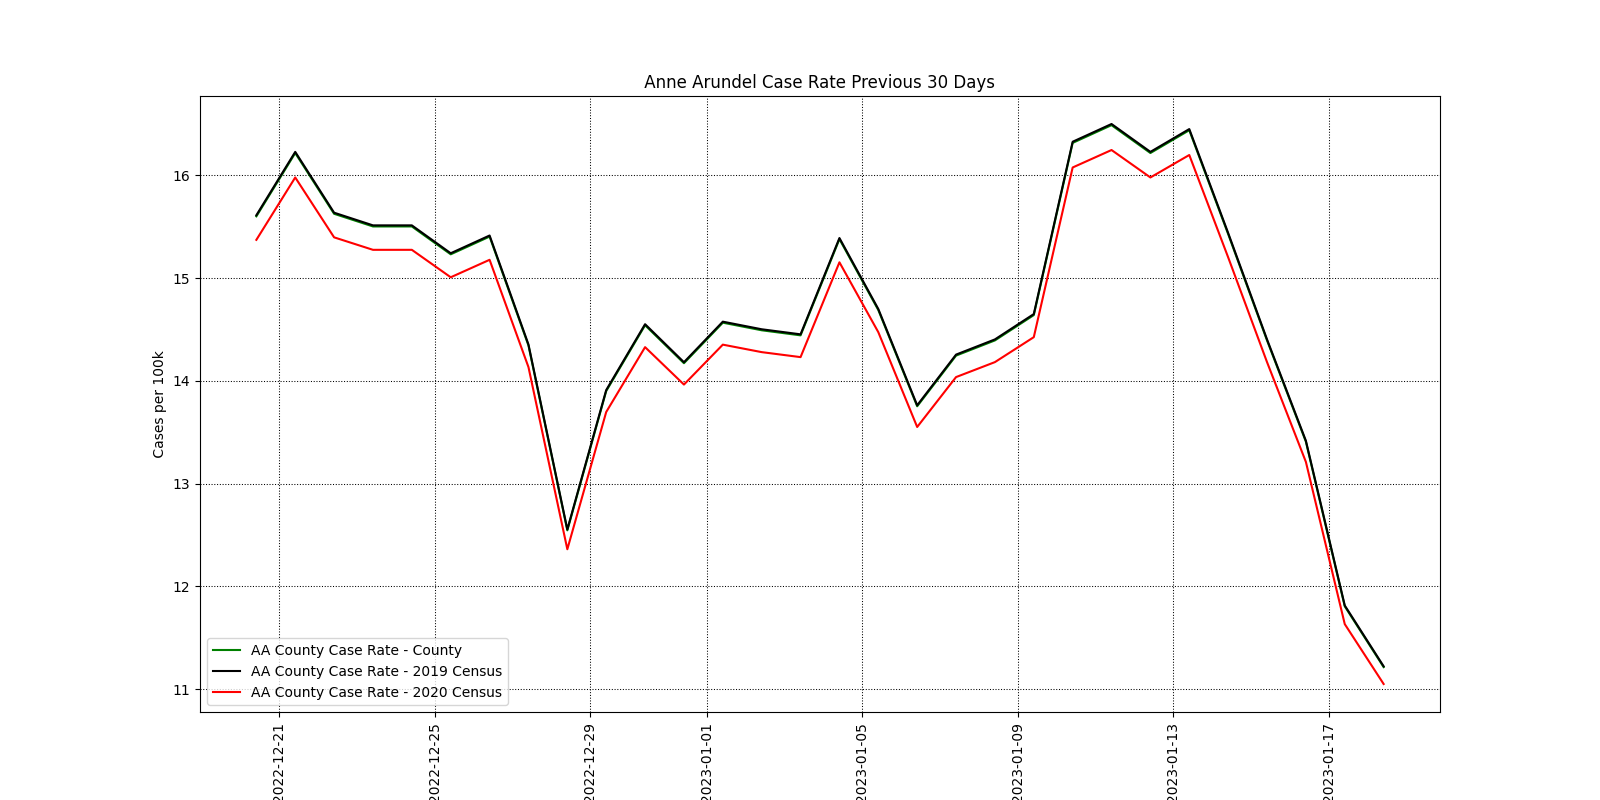 Anne Arundel Case Rate Previous 30 Days
Cases per 100k
16
15
14
13
12
11
AA County Case Rate - County
AA County Case Rate - 2019 Census
AA County Case Rate - 2020 Census
2022-12-21
2022-12-25
2022-12-29
2023-01-01
2023-01-05
2023-01-09
2023-01-13
2023-01-17